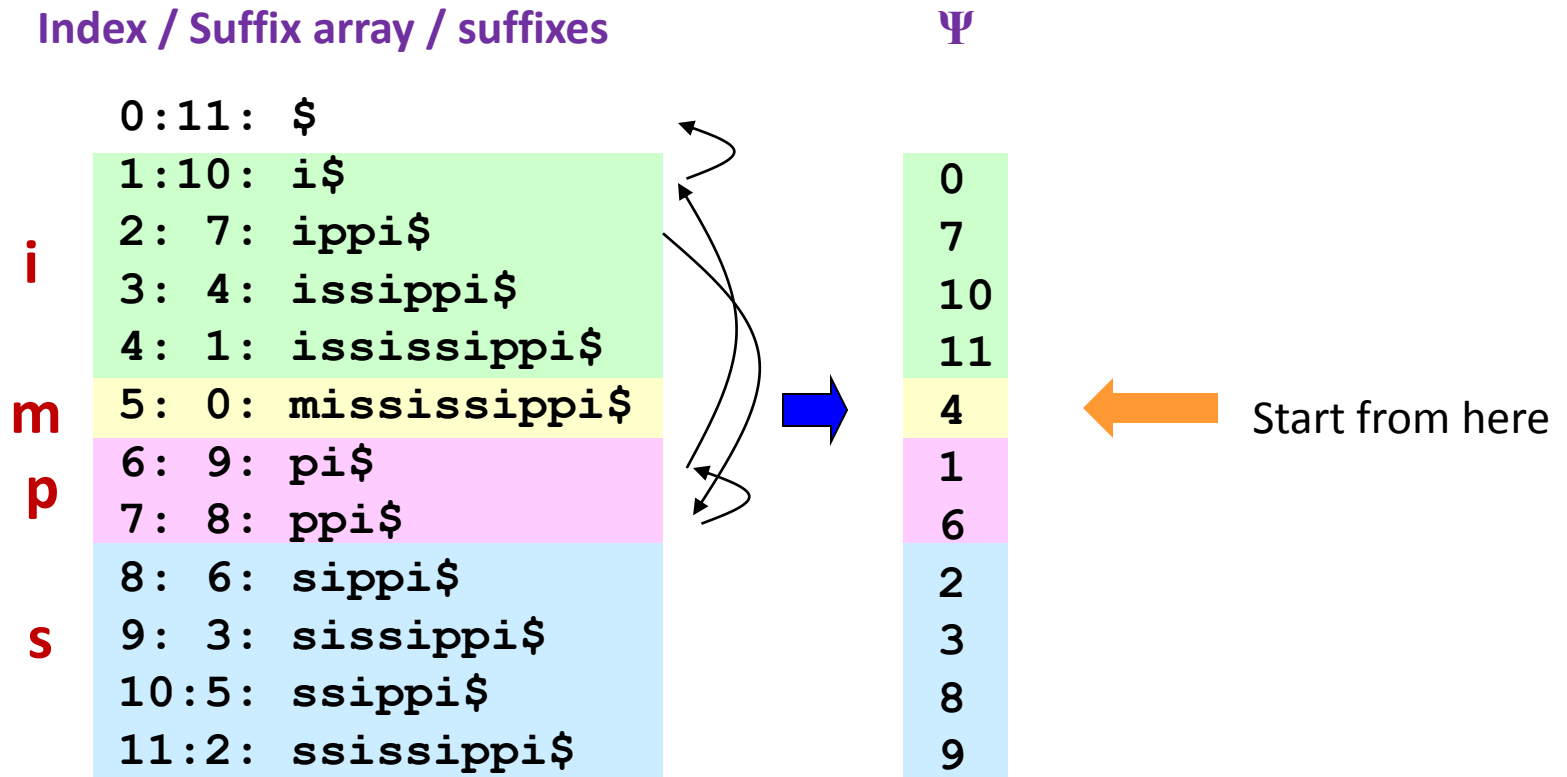 Index / Suffix array / suffixes Ψ
0:11: $
1:10: i$ 0
2: 7: ippi$ 7
i
3: 4: issippi$ 10
4: 1: ississippi$ 11
m 5: 0: mississippi$ 4 Start from here
6: 9: pi$ 1
p
7: 8: ppi$ 6
8: 6: sippi$ 2
s 9: 3: sissippi$ 3
10:5: ssippi$ 8
11:2: ssissippi$ 9